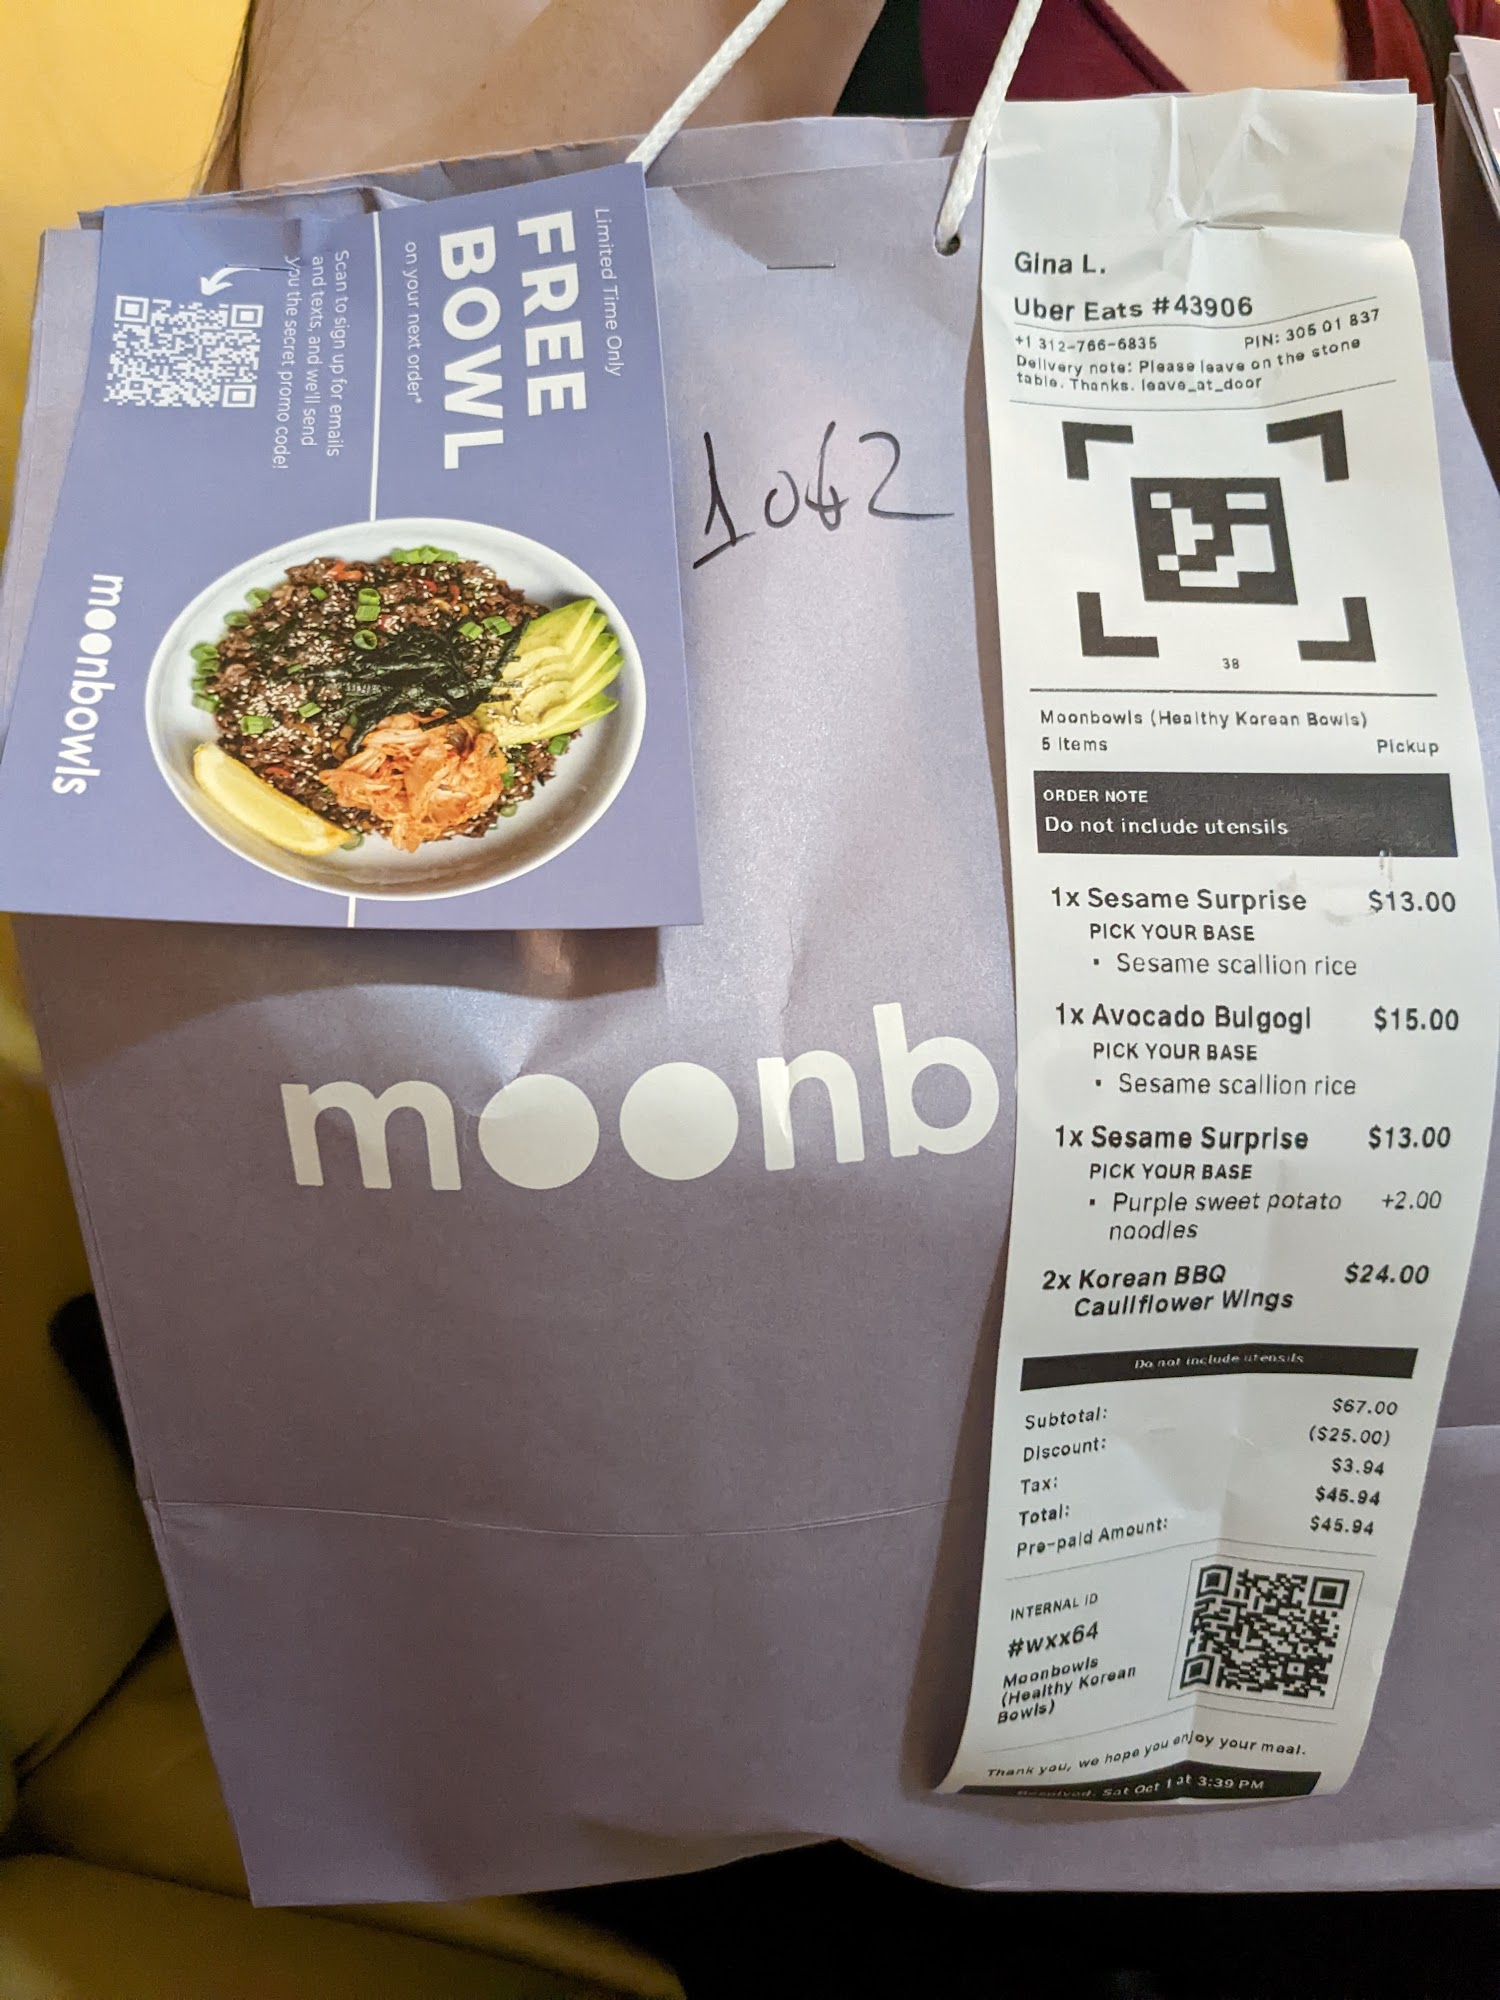 Limited Time Only
FREE
BOWL
on your next order*
Scan to sign up for emails
and texts, and we'll send
you the secret promo code!
moonbowls
1 of 2
moonb
Gina L.
Uber Eats #43906
+1 312-766-6835 PIN: 305 01 837
Delivery note: Please leave on the stone
table. Thanks. leave_at_door
38
Moonbowls (Healthy Korean Bowls)
5 Items Pickup
ORDER NOTE
Do not include utensils
1x Sesame Surprise $13.00
PICK YOUR BASE
▪ Sesame scallion rice
1x Avocado Bulgogi $15.00
PICK YOUR BASE
▪ Sesame scallion rice
1x Sesame Surprise $13.00
PICK YOUR BASE
▪ Purple sweet potato +2.00
noodles
2x Korean BBQ $24.00
Cauliflower Wings
Do not include utensils
Subtotal: $67.00
Discount: ($25.00)
Tax: $3.94
Total: $45.94
Pre-paid Amount: $45.94
INTERNAL ID
#wxx64
Moonbowls
(Healthy Korean
Bowls)
Thank you, we hope you enjoy your meal.
Sat Oct 1 at 3:39 PM